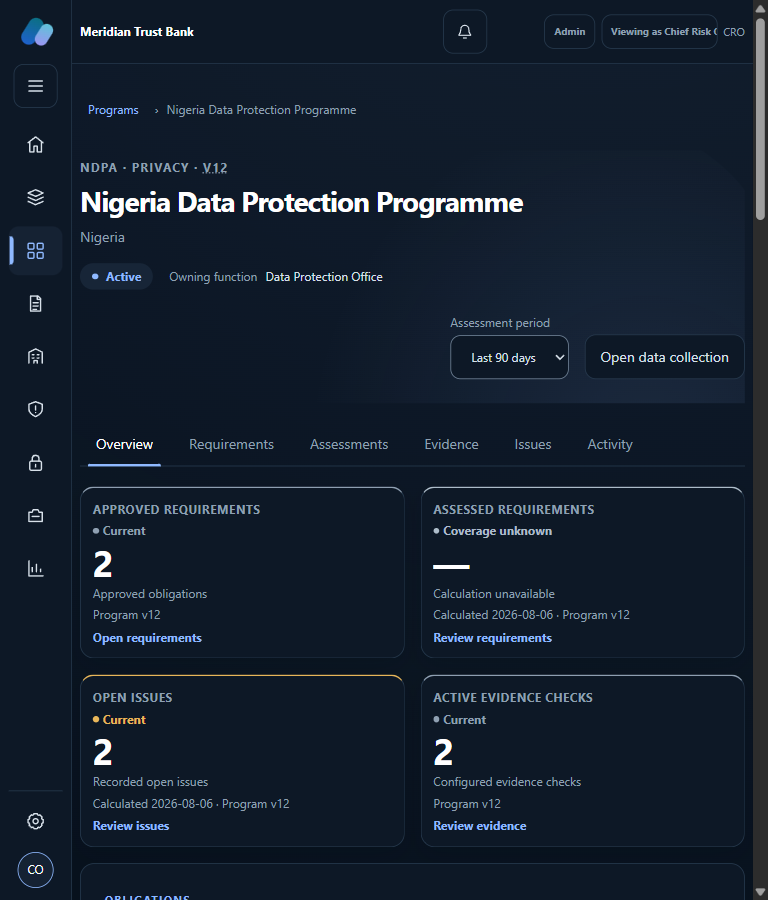 Meridian Trust Bank
Admin
Viewing as Chief Risk
CRO
Programs › Nigeria Data Protection Programme
NDPA · PRIVACY · V12
Nigeria Data Protection Programme
Nigeria
Active
Owning function Data Protection Office
Assessment period
Last 90 days
Open data collection
Overview Requirements Assessments Evidence Issues Activity
APPROVED REQUIREMENTS
Current
2
Approved obligations
Program v12
Open requirements
ASSESSED REQUIREMENTS
Coverage unknown
—
Calculation unavailable
Calculated 2026-08-06 · Program v12
Review requirements
OPEN ISSUES
Current
2
Recorded open issues
Calculated 2026-08-06 · Program v12
Review issues
ACTIVE EVIDENCE CHECKS
Current
2
Configured evidence checks
Program v12
Review evidence
OBLIGATIONS
CO